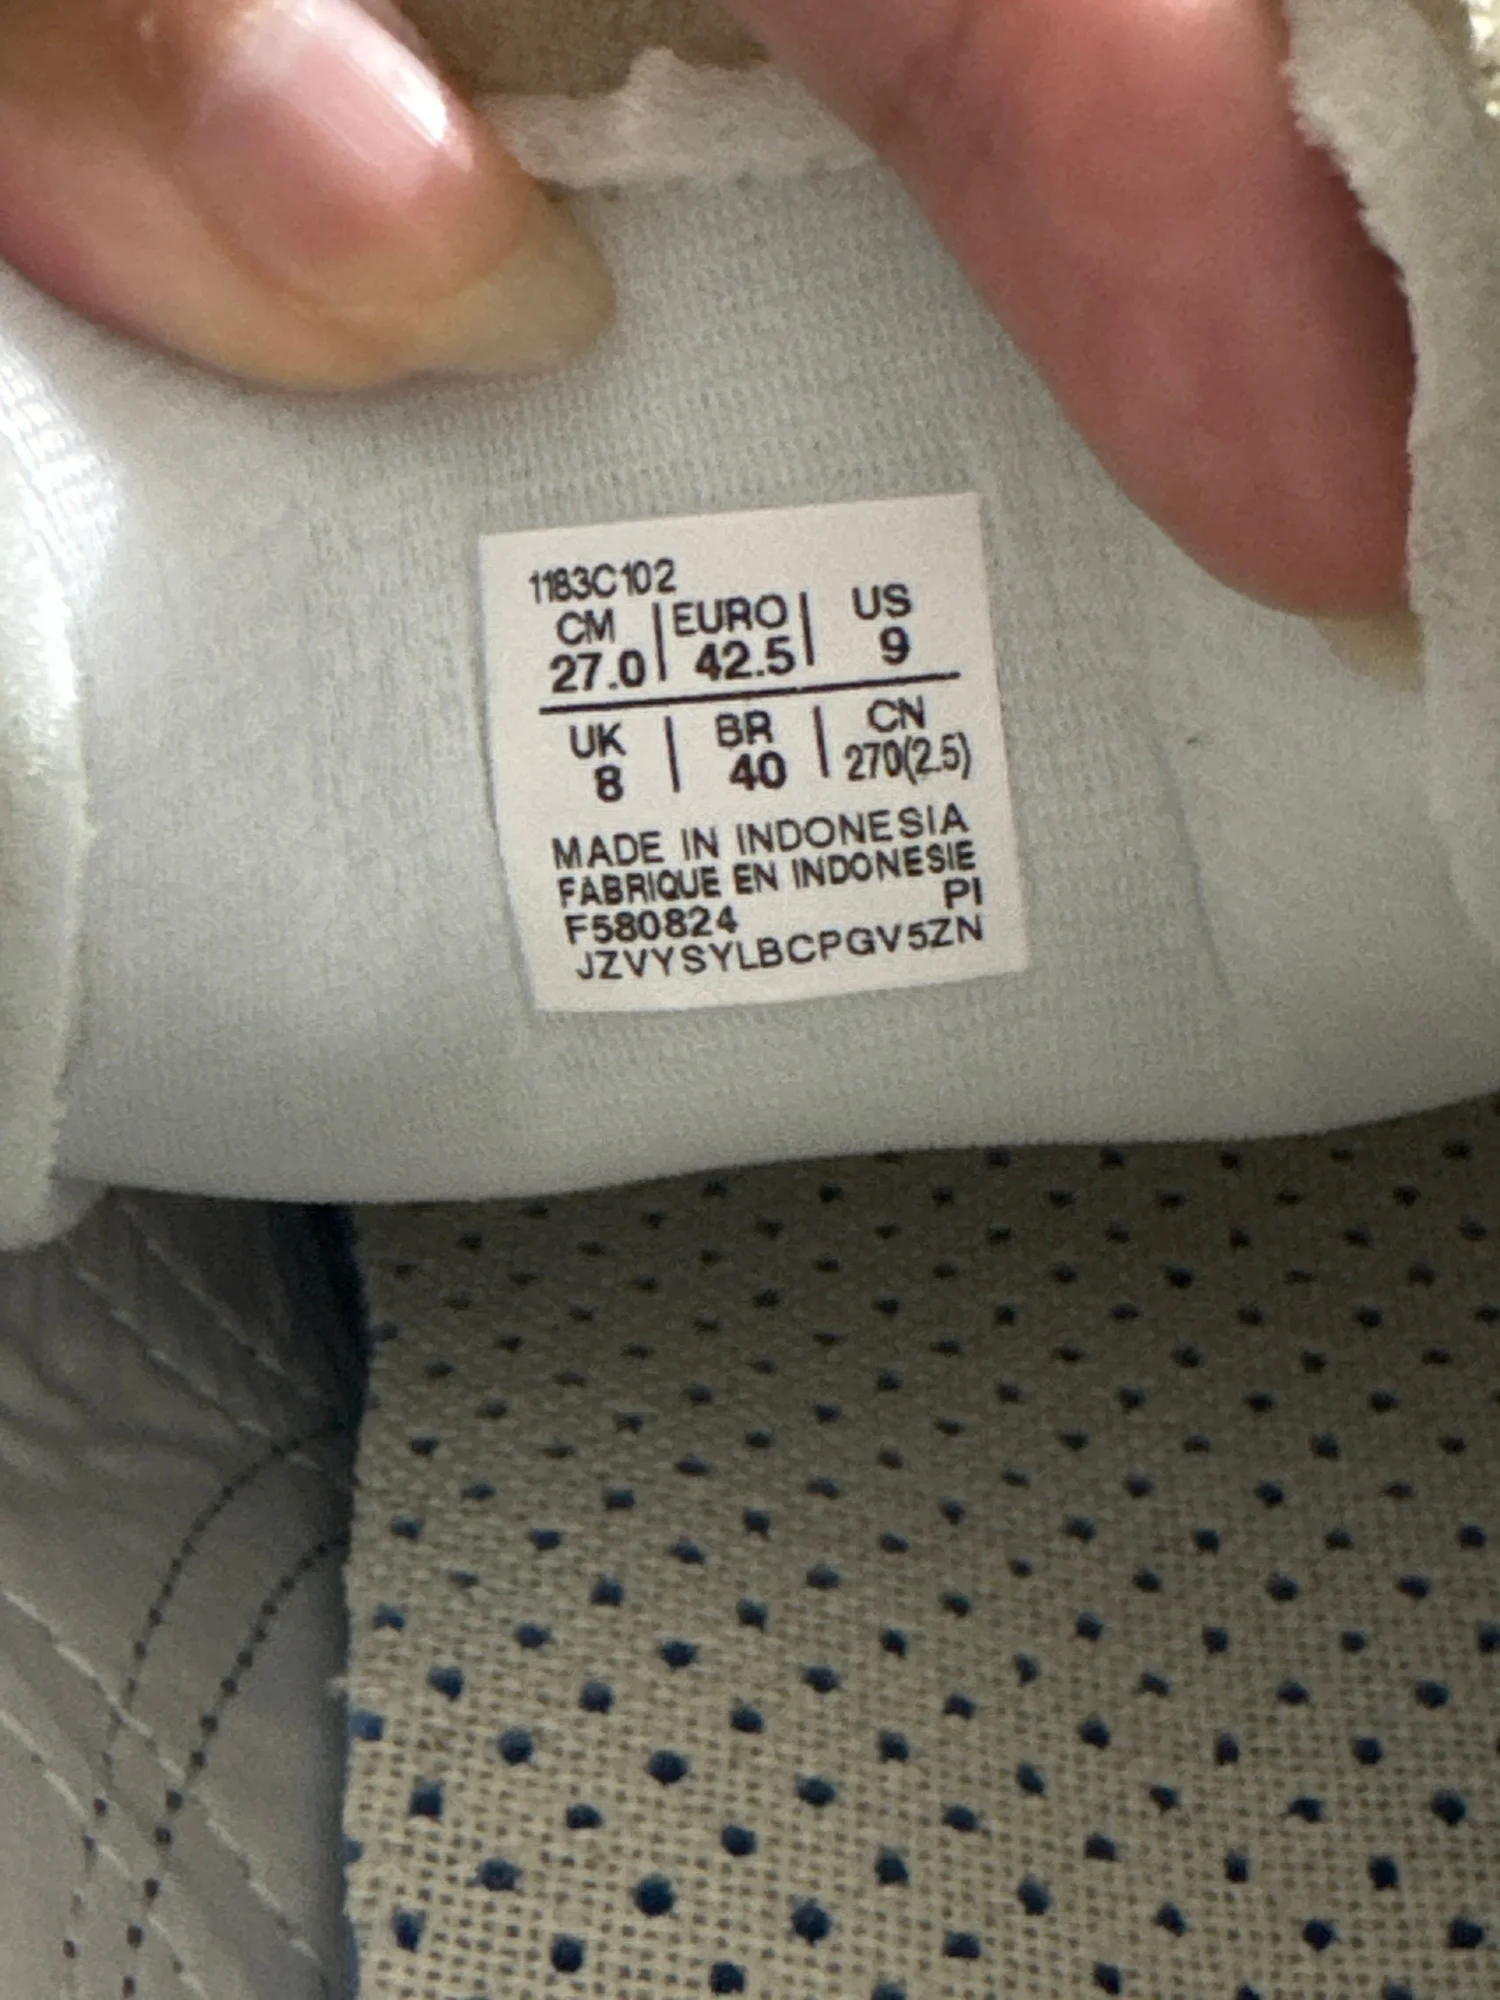 1183C102
CM | EURO | US
27.0 | 42.5 | 9
UK | BR | CN
8 | 40 | 270(2.5)
MADE IN INDONESIA
FABRIQUE EN INDONESIE
PI
F580824
JZVYSYLBCPGV5ZN